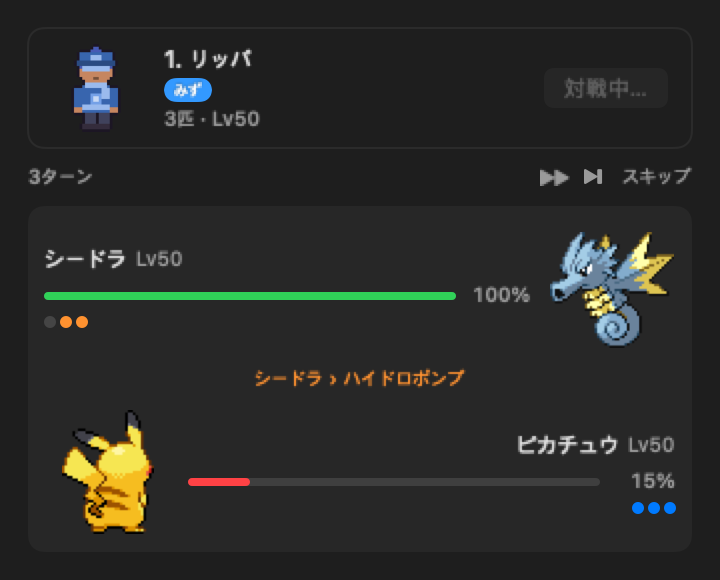 1. リッパ
みず
3匹 · Lv50
対戦中...
3ターン
スキップ
シードラ Lv50
100%
シードラ › ハイドロポンプ
ピカチュウ Lv50
15%